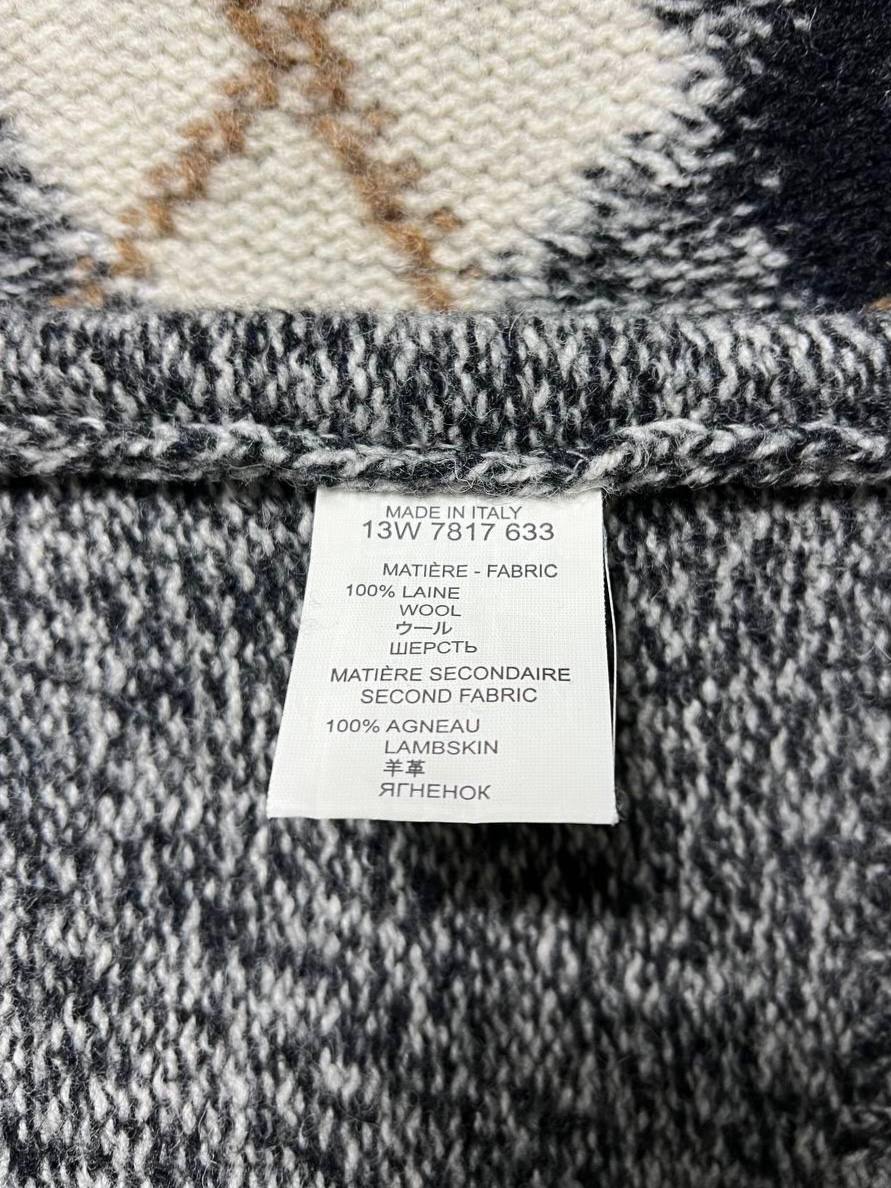 MADE IN ITALY
13W 7817 633
MATIÈRE - FABRIC
100% LAINE
WOOL
ウール
ШЕРСТЬ
MATIÈRE SECONDAIRE
SECOND FABRIC
100% AGNEAU
LAMBSKIN
羊革
ЯГНЕНОК